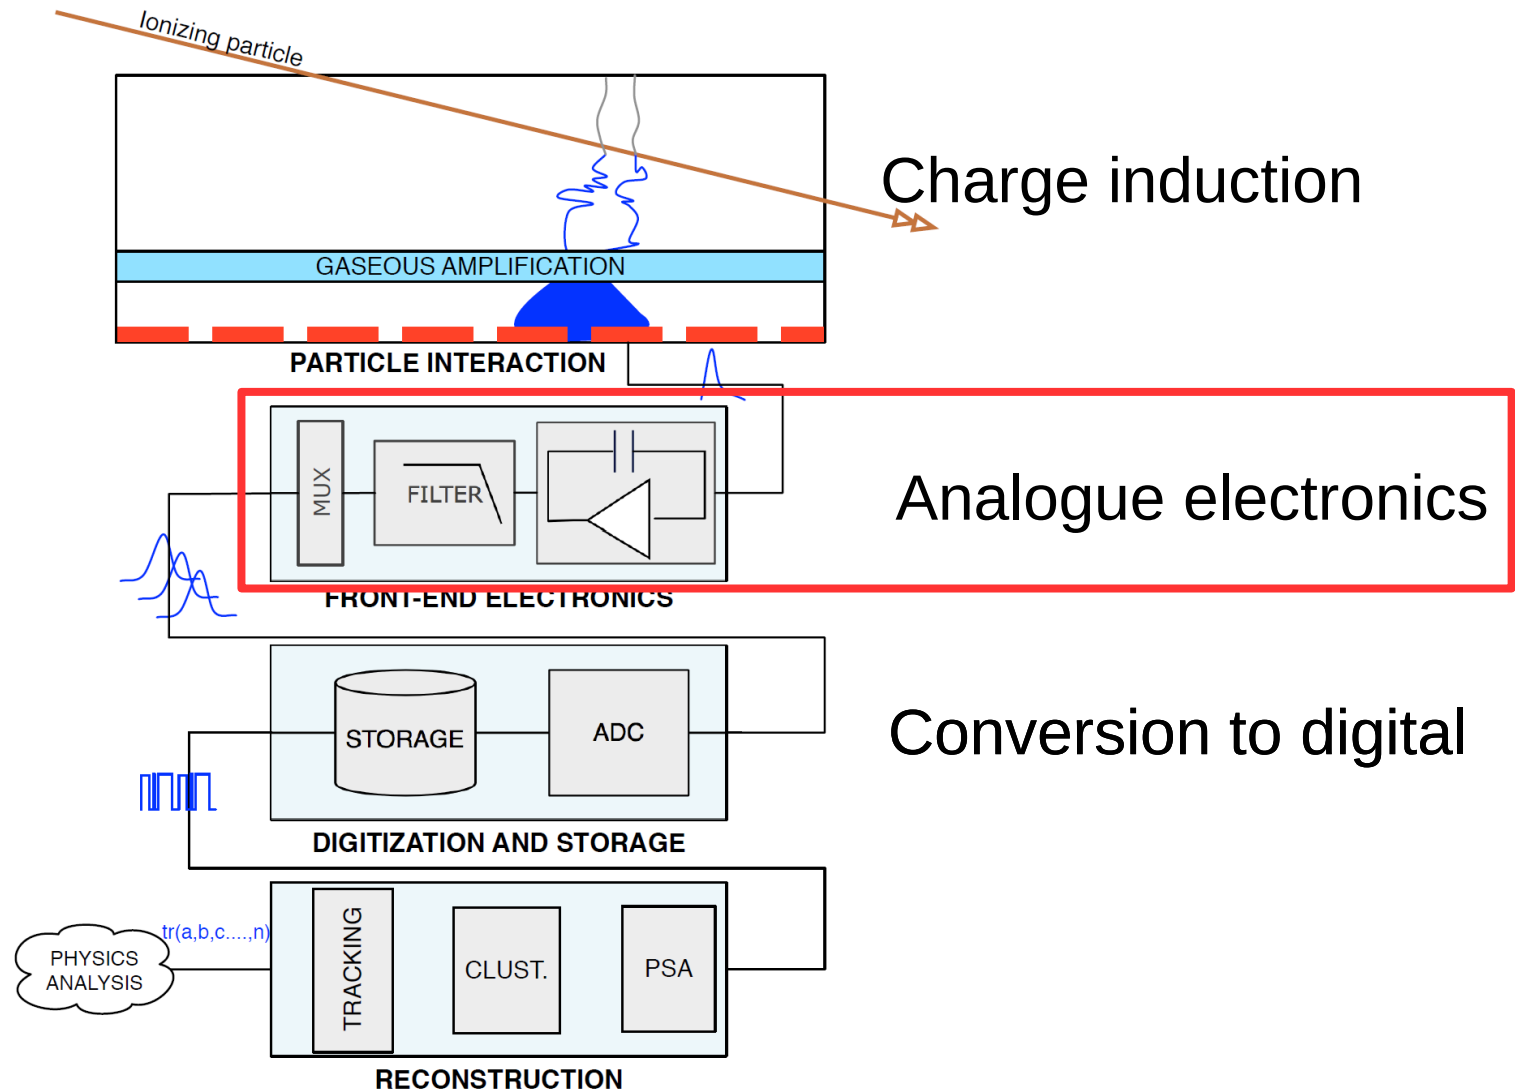 Ionizing particle
Charge induction
GASEOUS AMPLIFICATION
PARTICLE INTERACTION
MUX
FILTER
Analogue electronics
FRONT-END ELECTRONICS
STORAGE
ADC
Conversion to digital
DIGITIZATION AND STORAGE
tr(a,b,c....,n)
PHYSICS
ANALYSIS
TRACKING
CLUST.
PSA
RECONSTRUCTION